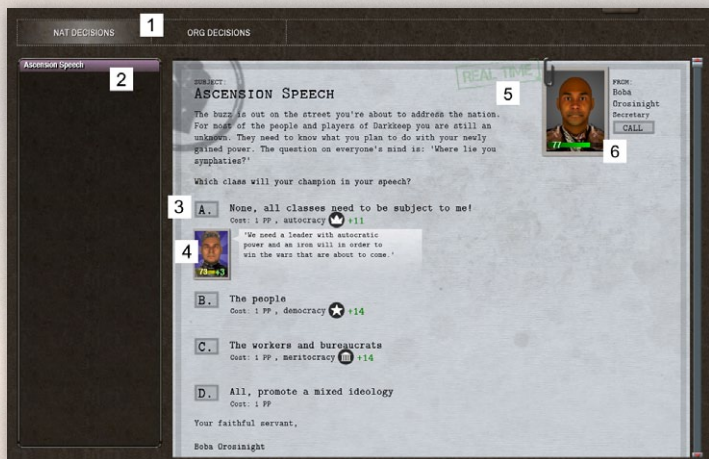 NAT DECISIONS
1
ORG DECISIONS
Ascension Speech
2
REAL TIME
5
SUBJECT:
ASCENSION SPEECH
The buzz is out on the street you're about to address the nation.
For most of the people and players of Darkeep you are still an
unknown. They need to know what you plan to do with your newly
gained power. The question on everyone's mind is: 'Where lie you
symphaties?'
Which class will your champion in your speech?
FROM:
Boba
Orosinight
Secretary
CALL
77
6
3
A.
None, all classes need to be subject to me!
Cost: 1 PP , autocracy +11
4
'We need a leader with autocratic
power and an iron will in order to
win the wars that are about to come.'
73 +3
B.
The people
Cost: 1 PP , democracy +14
C.
The workers and bureaucrats
Cost: 1 PP , meritocracy +14
D.
All, promote a mixed ideology
Cost: 1 PP
Your faithful servant,
Boba Orosinight